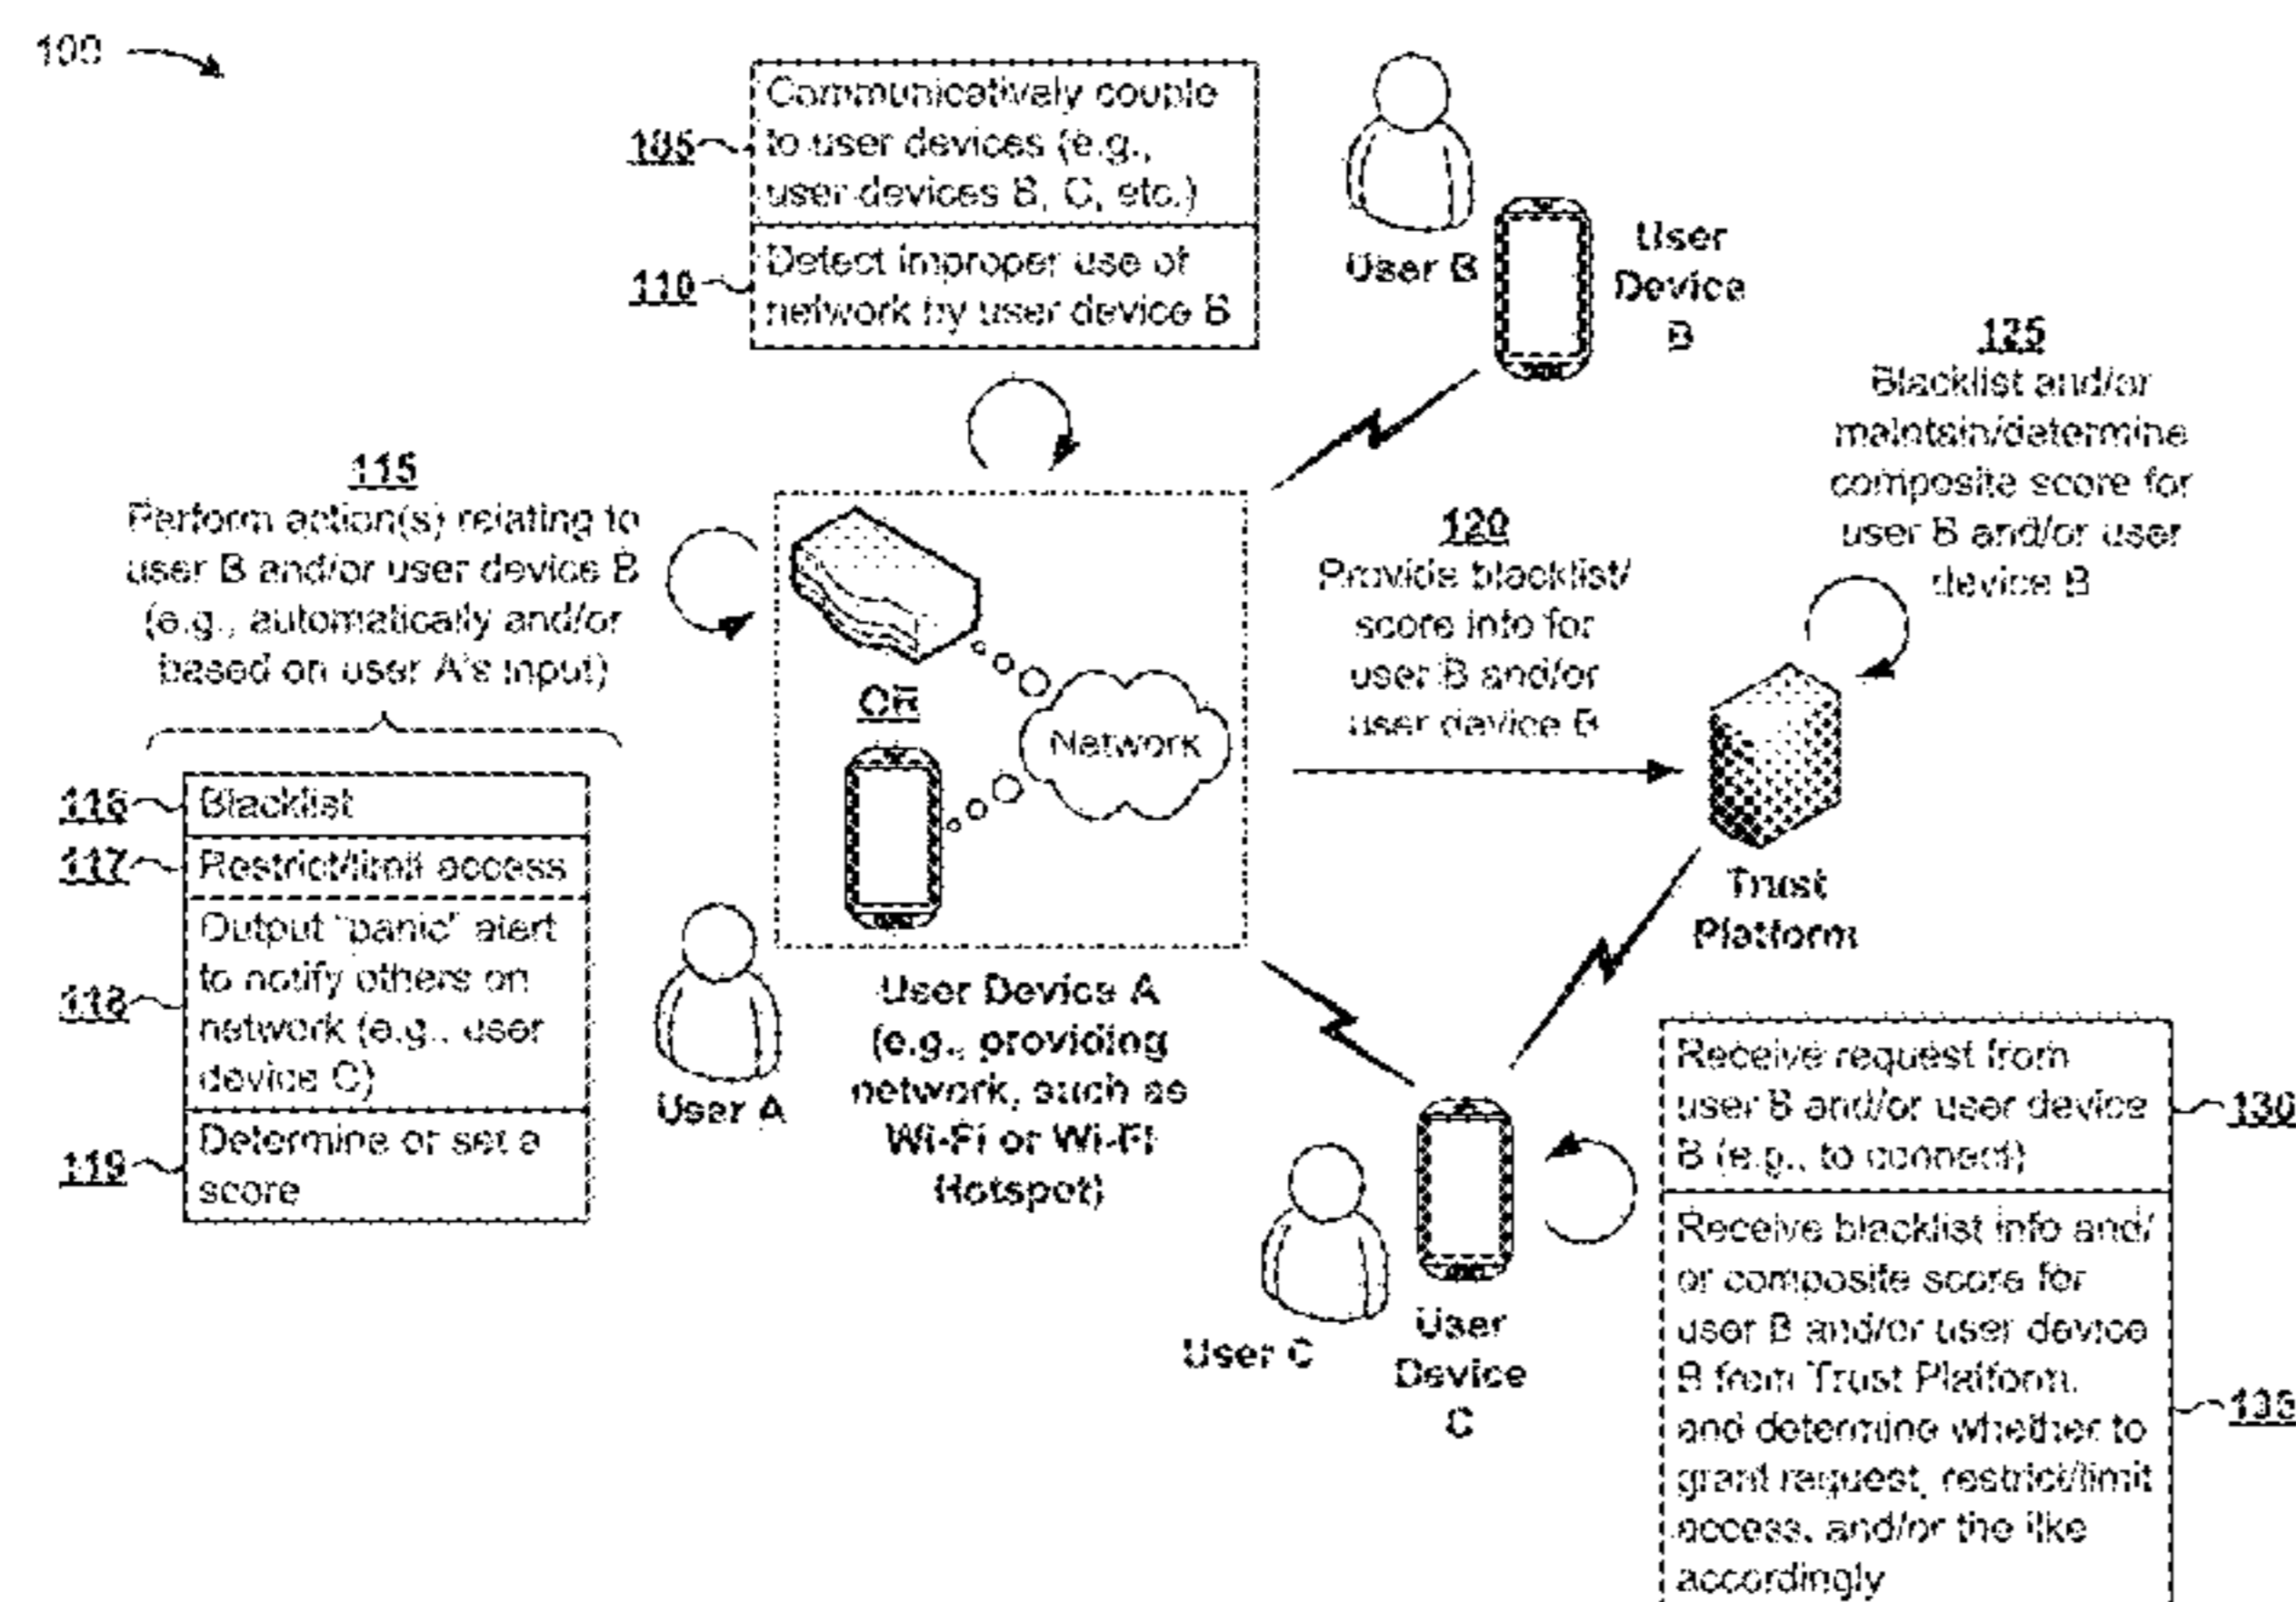 100
105
Communicatively couple
to user devices (e.g.,
user devices B, C, etc.)
110
Detect improper use of
network by user device B
User B
User
Device
B
125
Blacklist and/or
maintain/determine
composite score for
user B and/or user
device B
115
Perform action(s) relating to
user B and/or user device B
(e.g., automatically and/or
based on user A's input)
116
Blacklist
117
Restrict/limit access
118
Output "panic" alert
to notify others on
network (e.g., user
device C)
119
Determine or set a
score
OR
Network
User A
User Device A
(e.g., providing
network, such as
Wi-Fi or Wi-Fi
Hotspot)
120
Provide blacklist/
score info for
user B and/or
user device B
Trust
Platform
User C
User
Device
C
Receive request from
user B and/or user device
B (e.g., to connect)
130
Receive blacklist info and/
or composite score for
user B and/or user device
B from Trust Platform,
and determine whether to
grant request, restrict/limit
access, and/or the like
accordingly
135